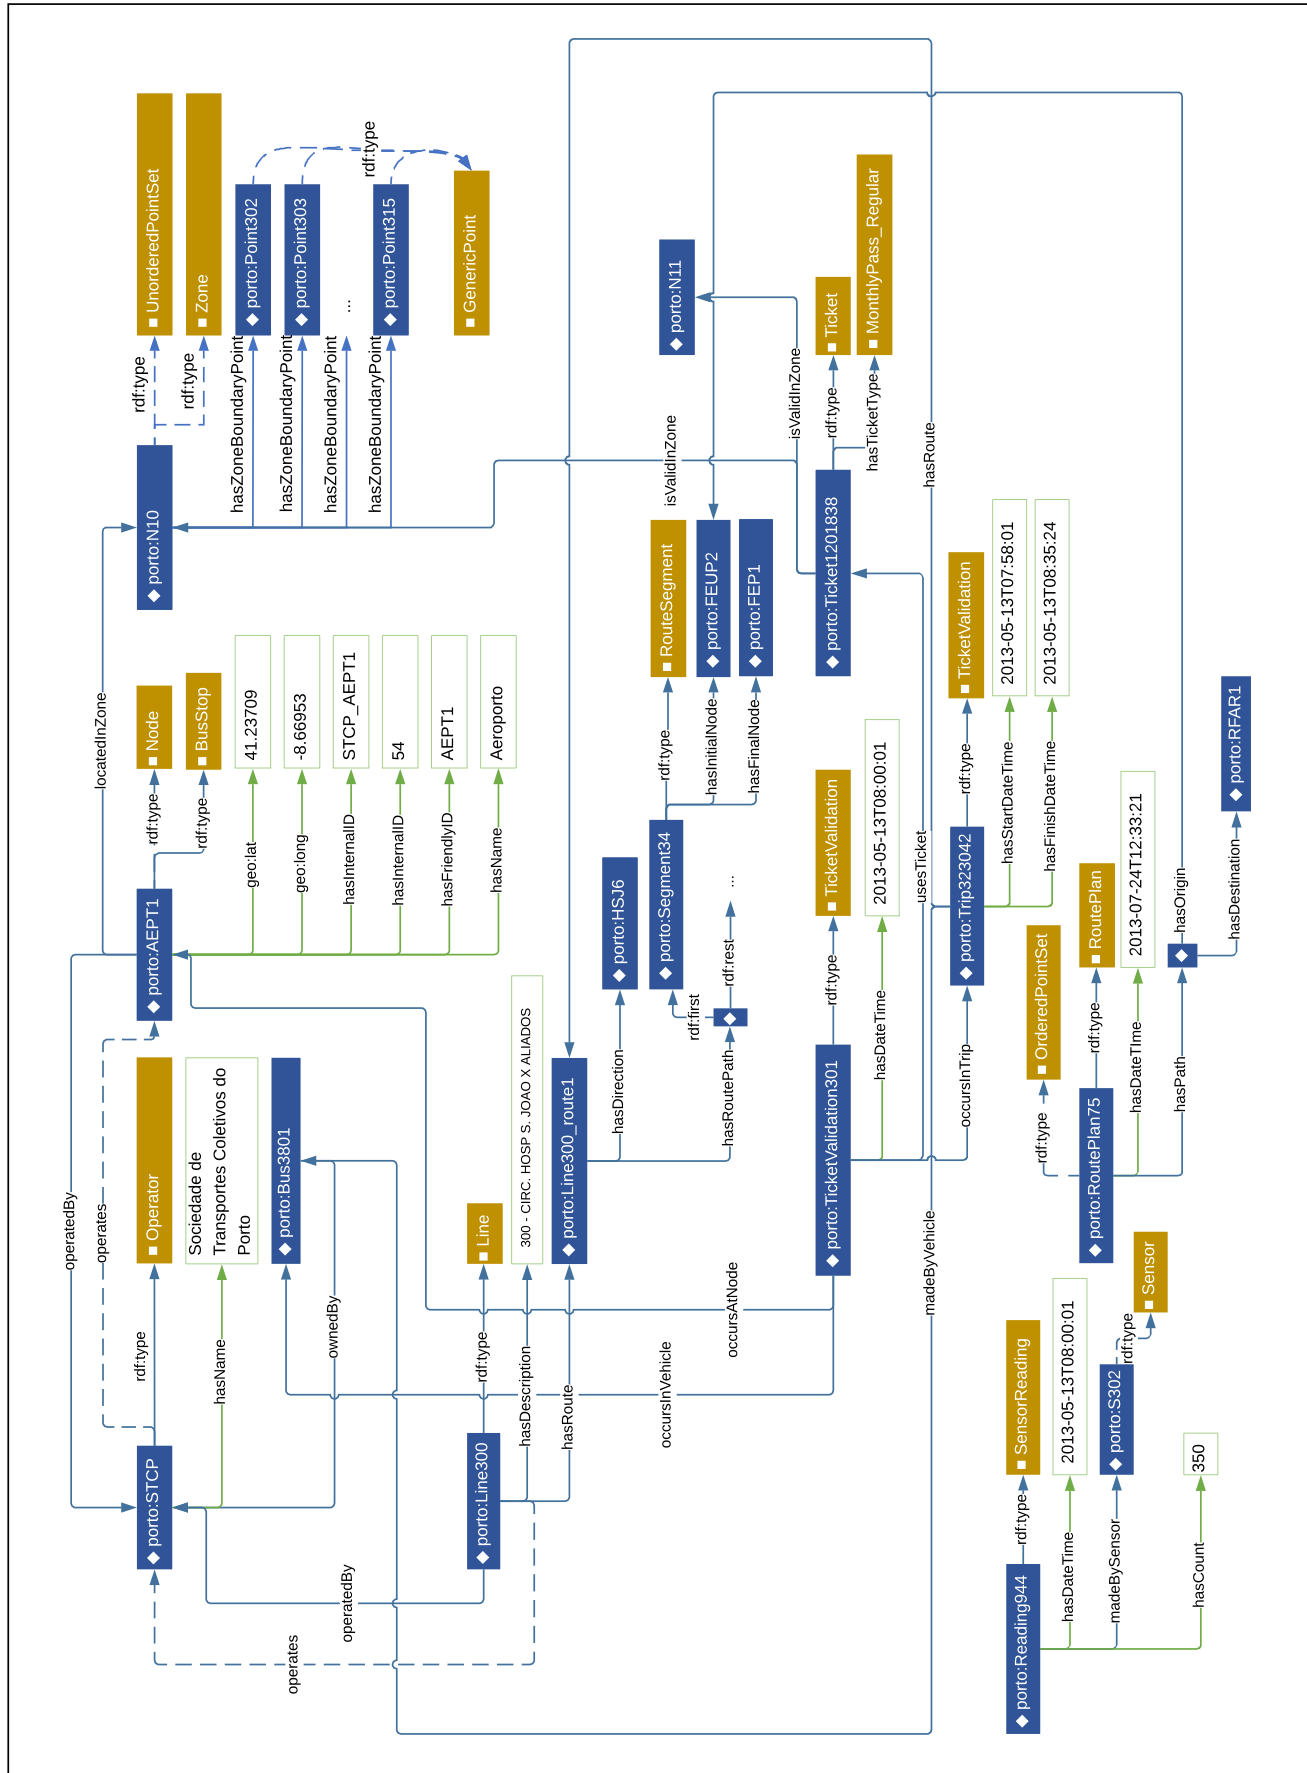 operatedBy
operates
locatedInZone
porto:STCP
rdf:type
Operator
porto:AEPT1
rdf:type
Node
porto:N10
rdf:type
UnorderedPointSet
rdf:type
BusStop
rdf:type
Zone
hasName
Sociedade de
Transportes Coletivos do
Porto
geo:lat
41.23709
hasZoneBoundaryPoint
porto:Point302
operates
porto:Bus3801
geo:long
-8.66953
hasZoneBoundaryPoint
porto:Point303
ownedBy
operatedBy
hasInternalID
STCP_AEPT1
hasZoneBoundaryPoint
...
rdf:type
hasInternalID
54
hasZoneBoundaryPoint
porto:Point315
hasFriendlyID
AEPT1
GenericPoint
hasName
Aeroporto
porto:Line300
rdf:type
Line
hasDescription
300 - CIRC. HOSP S. JOAO X ALIADOS
hasRoute
porto:Line300_route1
hasDirection
porto:HSJ6
occursInVehicle
porto:Segment34
rdf:type
RouteSegment
isValidInZone
porto:N11
rdf:first
hasInitialNode
porto:FEUP2
occursAtNode
hasRoutePath
rdf:rest
...
hasFinalNode
porto:FEP1
isValidInZone
porto:TicketValidation301
rdf:type
TicketValidation
porto:Ticket1201838
rdf:type
Ticket
hasDateTime
2013-05-13T08:00:01
hasTicketType
MonthlyPass_Regular
madeByVehicle
usesTicket
hasRoute
occursInTrip
porto:Trip323042
rdf:type
TicketValidation
hasStartDateTime
2013-05-13T07:58:01
hasFinishDateTime
2013-05-13T08:35:24
porto:Reading944
rdf:type
SensorReading
rdf:type
OrderedPointSet
hasDateTime
2013-05-13T08:00:01
porto:RoutePlan75
rdf:type
RoutePlan
madeBySensor
porto:S302
rdf:type
Sensor
hasDateTIme
2013-07-24T12:33:21
hasPath
hasOrigin
hasCount
350
hasDestination
porto:RFAR1